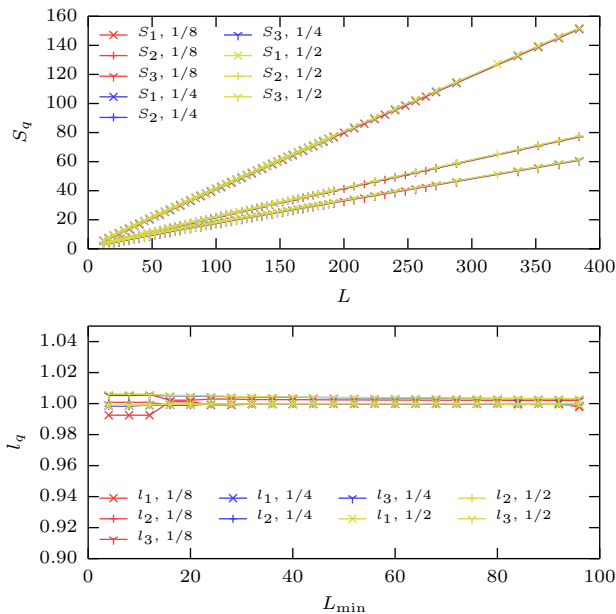 160
140
120
100
80
60
40
20
0
S_q
S_1, 1/8
S_2, 1/8
S_3, 1/8
S_1, 1/4
S_2, 1/4
S_3, 1/4
S_1, 1/2
S_2, 1/2
S_3, 1/2
0 50 100 150 200 250 300 350 400
L
1.04
1.02
1.00
0.98
0.96
0.94
0.92
0.90
l_q
l_1, 1/8
l_2, 1/8
l_3, 1/8
l_1, 1/4
l_2, 1/4
l_3, 1/4
l_1, 1/2
l_2, 1/2
l_3, 1/2
0 20 40 60 80 100
L_min